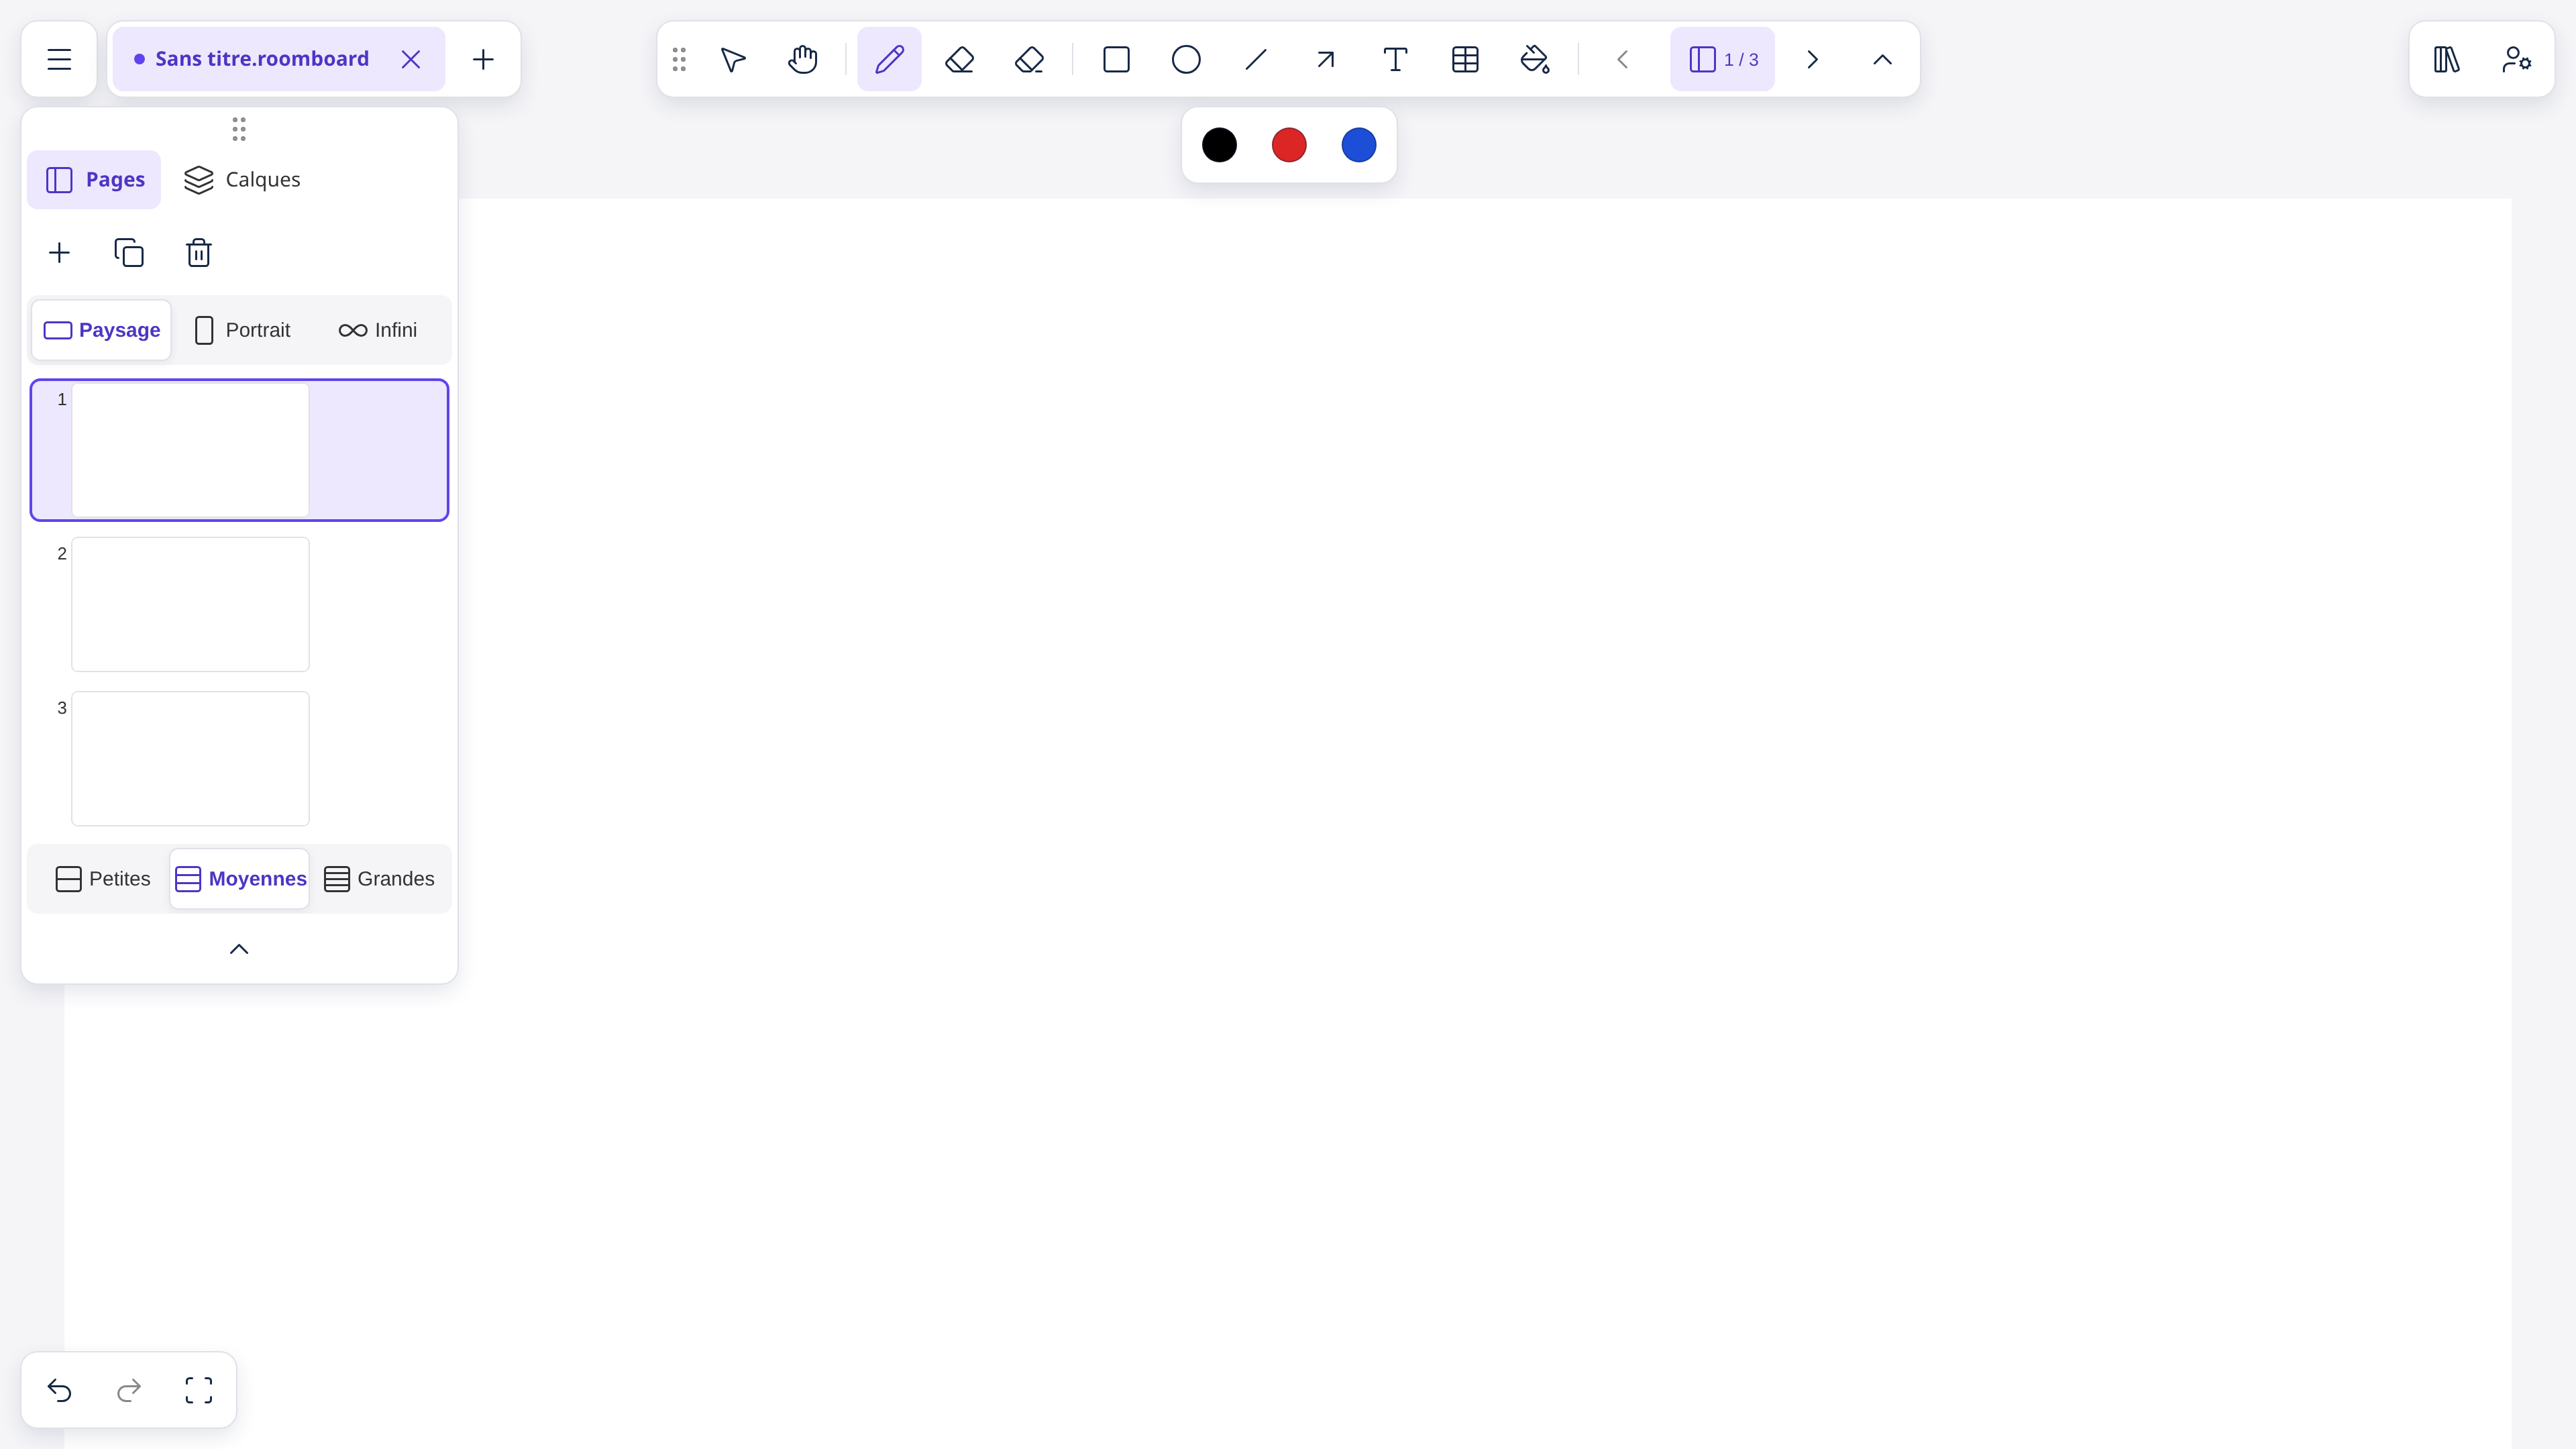 Sans titre.roomboard
1 / 3
Pages
Calques
Paysage
Portrait
Infini
1
2
3
Petites
Moyennes
Grandes